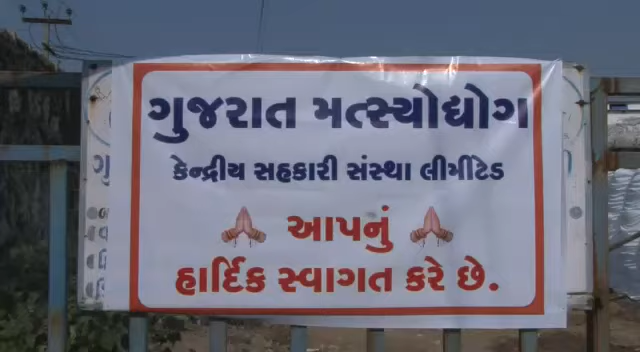 ગુજરાત મત્સ્યોદ્યોગ
કેન્દ્રીય સહકારી સંસ્થા લીમીટેડ
આપનું
હાર્દિક સ્વાગત કરે છે.